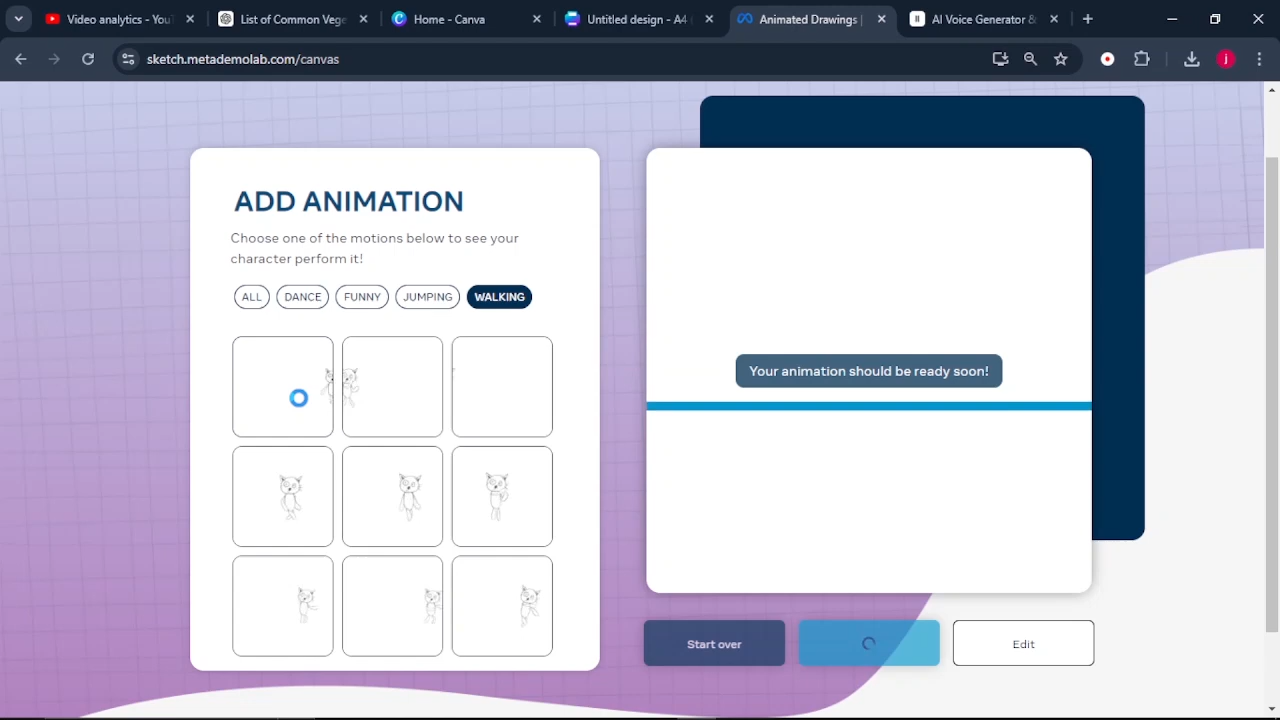 Video analytics - YouT
List of Common Vege
Home - Canva
Untitled design - A4 (
Animated Drawings |
AI Voice Generator &
sketch.metademolab.com/canvas
j
ADD ANIMATION
Choose one of the motions below to see your
character perform it!
ALL DANCE FUNNY JUMPING WALKING
Your animation should be ready soon!
Start over
Edit